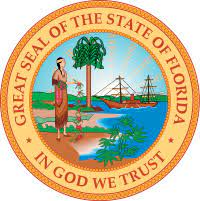 GREAT SEAL OF THE STATE OF FLORIDA
IN GOD WE TRUST